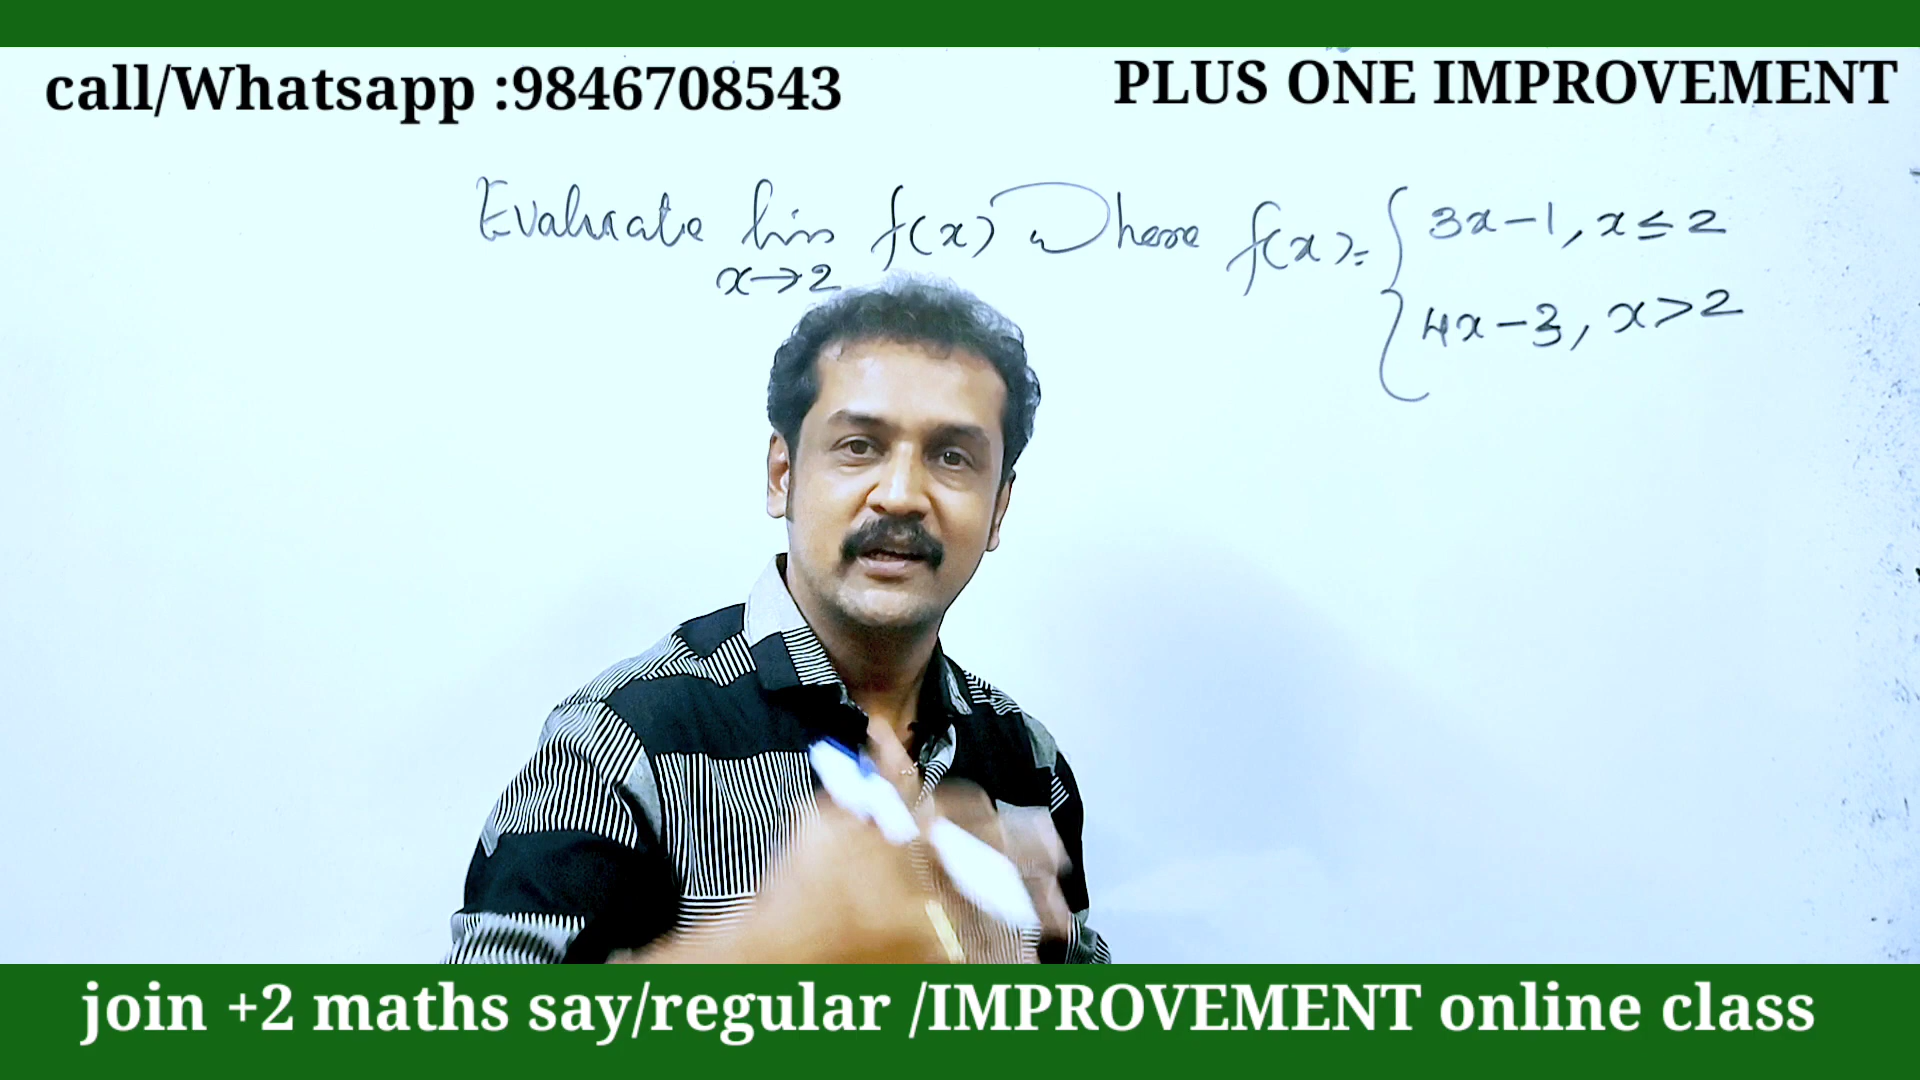 call/Whatsapp :9846708543
PLUS ONE IMPROVEMENT
Evaluate lim f(x) where f(x)= { 3x-1, x≤2
x→2
4x-3, x>2
join +2 maths say/regular /IMPROVEMENT online class